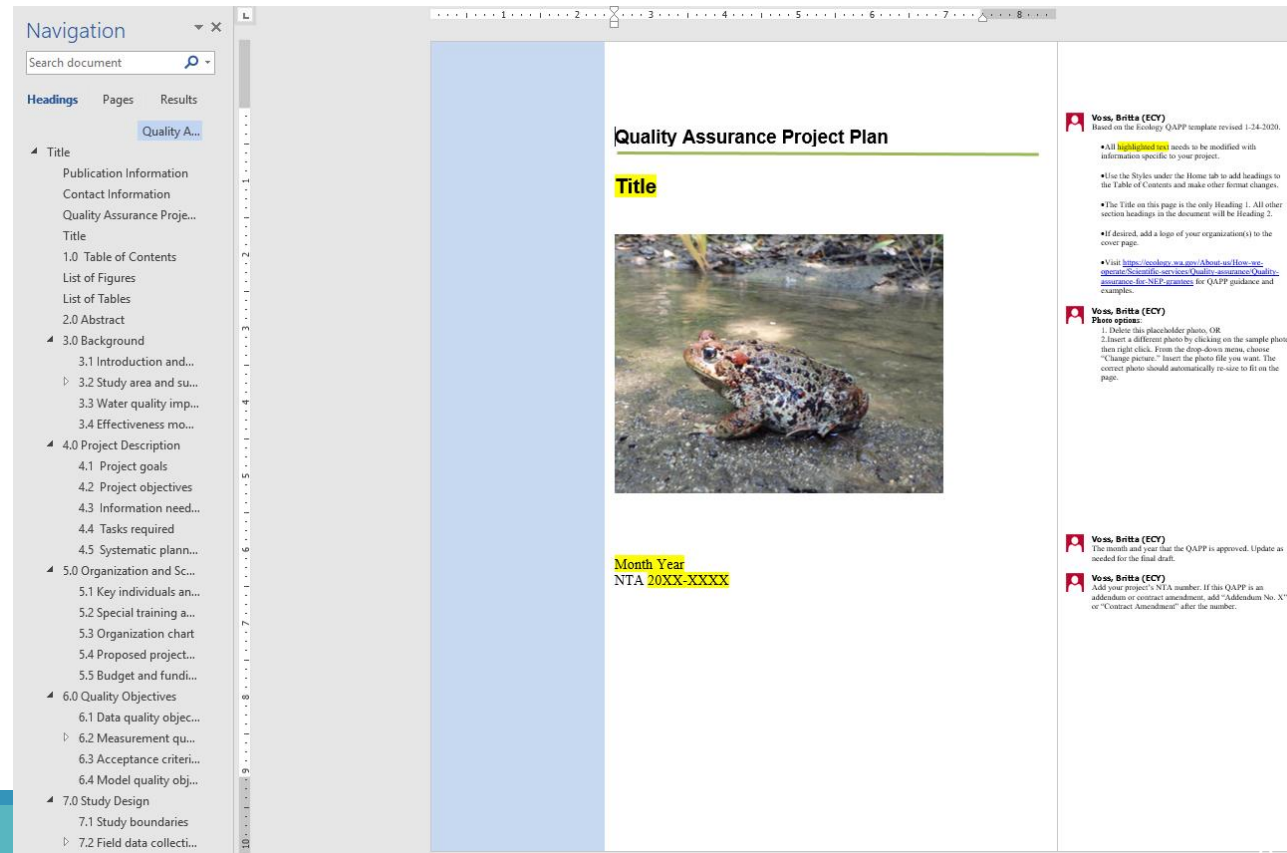 Navigation
Search document
Headings Pages Results
Quality A...
Title
Publication Information
Contact Information
Quality Assurance Proje...
Title
1.0 Table of Contents
List of Figures
List of Tables
2.0 Abstract
3.0 Background
3.1 Introduction and...
3.2 Study area and su...
3.3 Water quality imp...
3.4 Effectiveness mo...
4.0 Project Description
4.1 Project goals
4.2 Project objectives
4.3 Information need...
4.4 Tasks required
4.5 Systematic plann...
5.0 Organization and Sc...
5.1 Key individuals an...
5.2 Special training a...
5.3 Organization chart
5.4 Proposed project...
5.5 Budget and fundi...
6.0 Quality Objectives
6.1 Data quality objec...
6.2 Measurement qu...
6.3 Acceptance criteri...
6.4 Model quality obj...
7.0 Study Design
7.1 Study boundaries
7.2 Field data collecti...
L
1 2 3 4 5 6 7 8
1
2
3
4
5
6
7
8
9
10
Quality Assurance Project Plan
Title
Month Year
NTA 20XX-XXXX
Voss, Britta (ECY)
Based on the Ecology QAPP template revised 1-24-2020.
•All highlighted text needs to be modified with
information specific to your project.
•Use the Styles under the Home tab to add headings to
the Table of Contents and make other format changes.
•The Title on this page is the only Heading 1. All other
section headings in the document will be Heading 2.
•If desired, add a logo of your organization(s) to the
cover page.
•Visit https://ecology.wa.gov/About-us/How-we-
operate/Scientific-services/Quality-assurance/Quality-
assurance-for-NEP-grantees for QAPP guidance and
examples.
Voss, Britta (ECY)
Photo options:
1. Delete this placeholder photo, OR
2.Insert a different photo by clicking on the sample photo
then right click. From the drop-down menu, choose
"Change picture." Insert the photo file you want. The
correct photo should automatically re-size to fit on the
page.
Voss, Britta (ECY)
The month and year that the QAPP is approved. Update as
needed for the final draft.
Voss, Britta (ECY)
Add your project's NTA number. If this QAPP is an
addendum or contract amendment, add "Addendum No. X"
or "Contract Amendment" after the number.